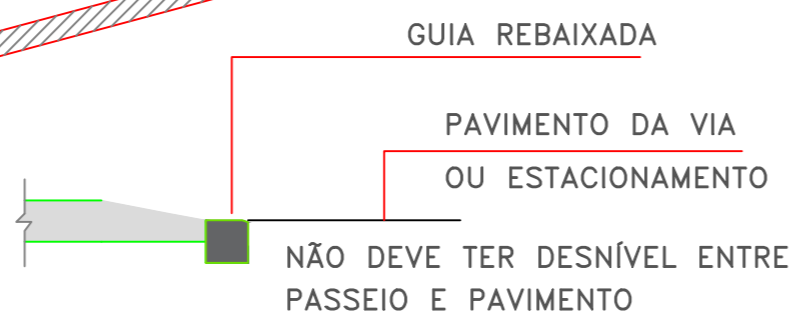 GUIA REBAIXADA
PAVIMENTO DA VIA
OU ESTACIONAMENTO
NÃO DEVE TER DESNÍVEL ENTRE
PASSEIO E PAVIMENTO